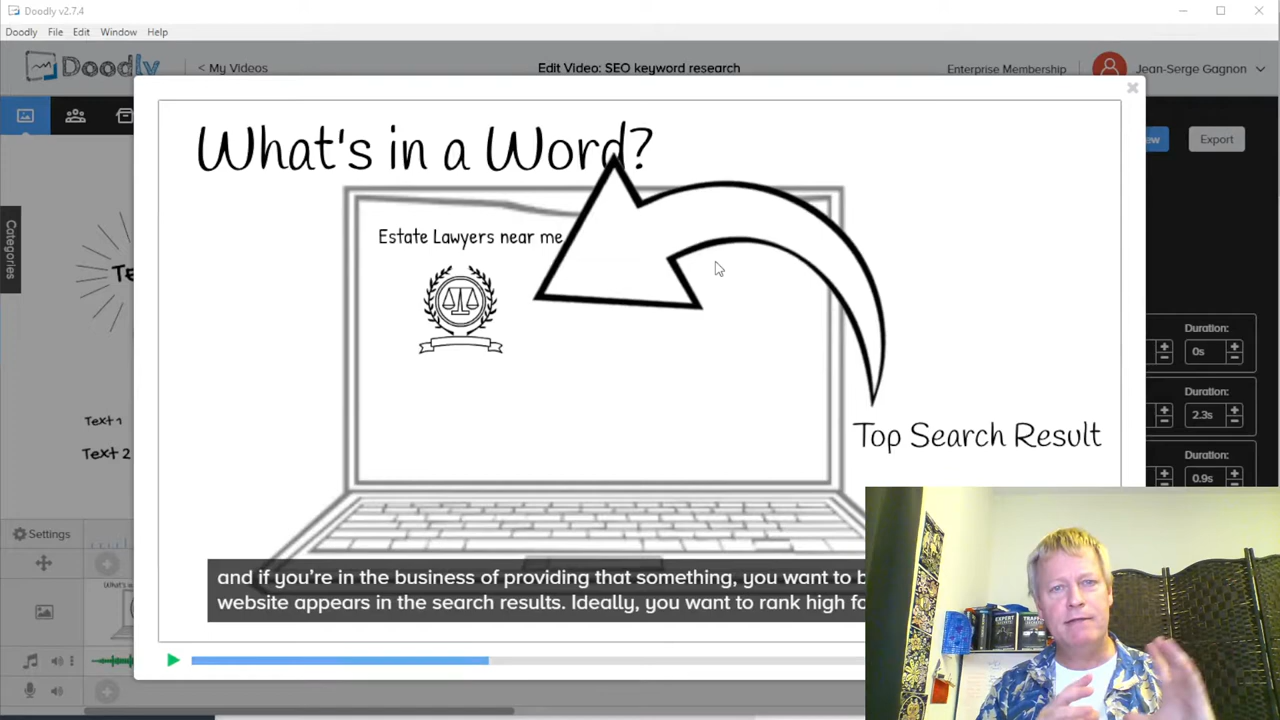 Doodly v2.7.4
Doodly File Edit Window Help
Doodly
< My Videos
Edit Video: SEO keyword research
Enterprise Membership
Jean-Serge Gagnon
Export
Categories
What's in a Word?
Estate Lawyers near me
Top Search Result
Text 1
Text 2
Duration:
0s
Duration:
2.3s
Duration:
0.9s
Settings
and if you're in the business of providing that something, you want to
website appears in the search results. Ideally, you want to rank high
EXPERT
SECRETS